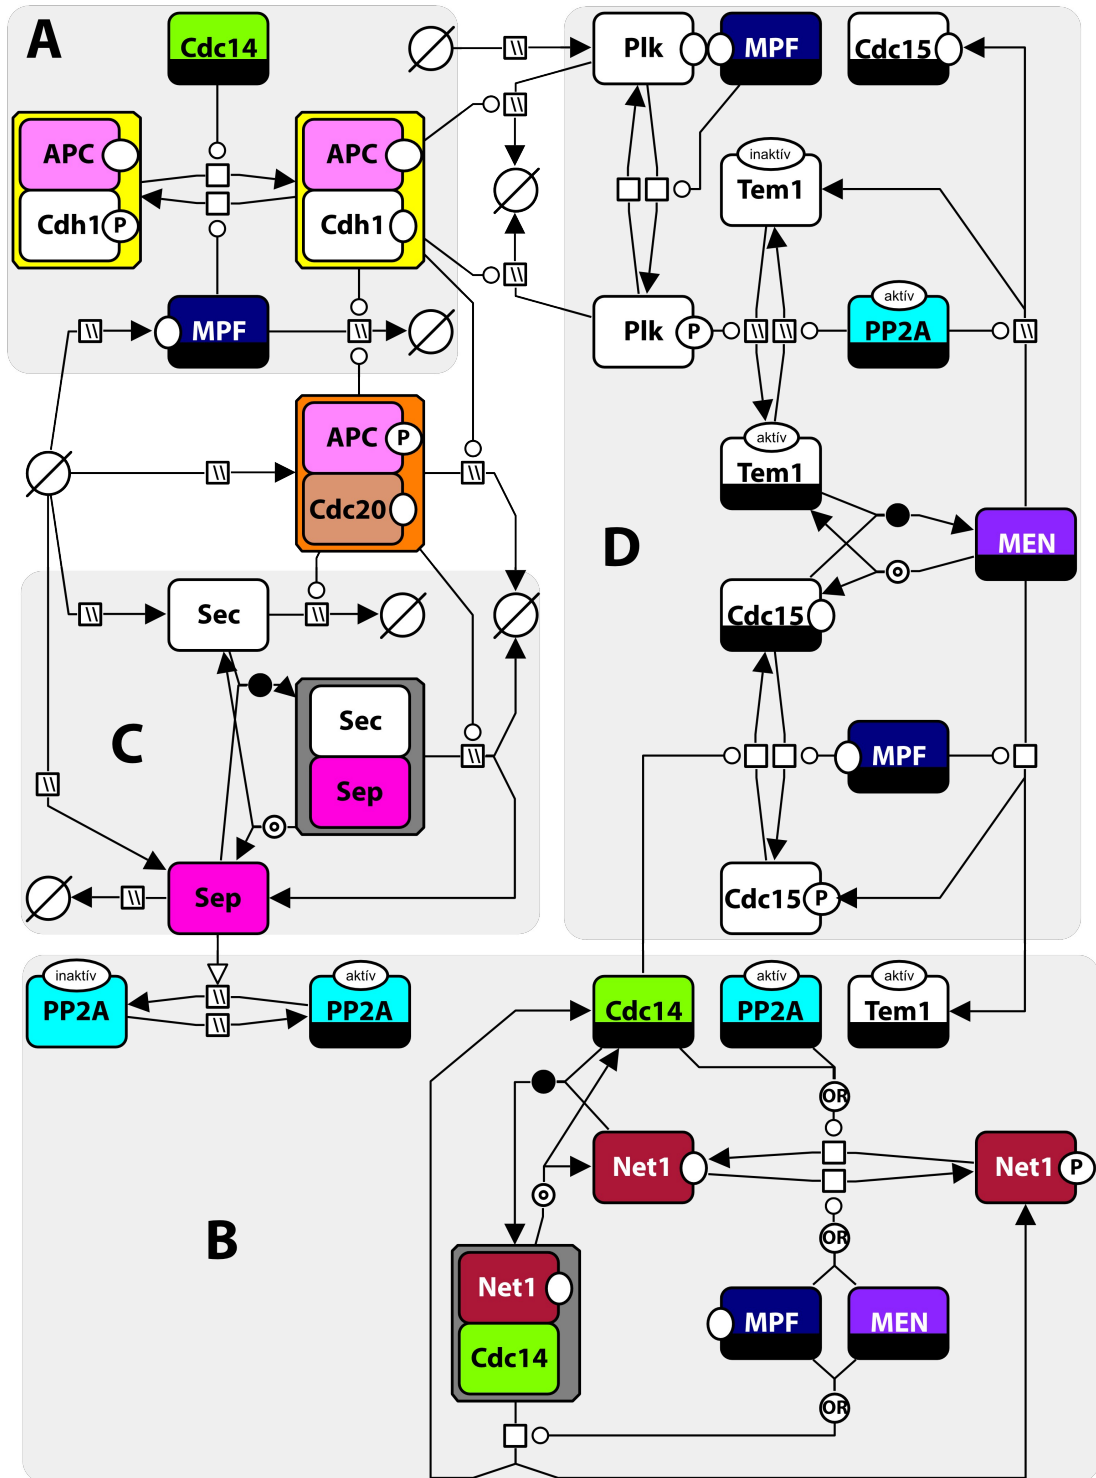 A
Cdc14
Plk
MPF
Cdc15
APC
APC
inaktív
Tem1
Cdh1
P
Cdh1
MPF
Plk
P
aktív
PP2A
APC
P
aktív
Tem1
Cdc20
D
MEN
Sec
Cdc15
Sec
C
Sep
MPF
Sep
Cdc15
P
inaktív
PP2A
aktív
PP2A
Cdc14
aktív
PP2A
aktív
Tem1
OR
Net1
Net1
P
B
OR
Net1
MPF
MEN
Cdc14
OR